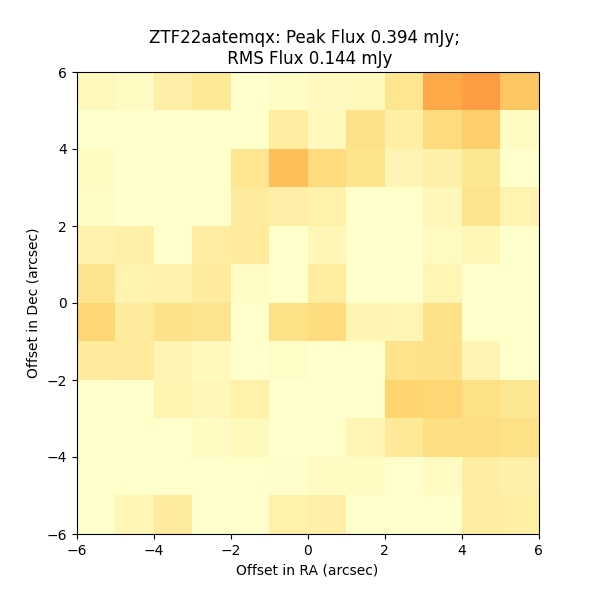 ZTF22aatemqx: Peak Flux 0.394 mJy;
RMS Flux 0.144 mJy
6
4
2
0
−2
−4
−6
Offset in Dec (arcsec)
−6 −4 −2 0 2 4 6
Offset in RA (arcsec)